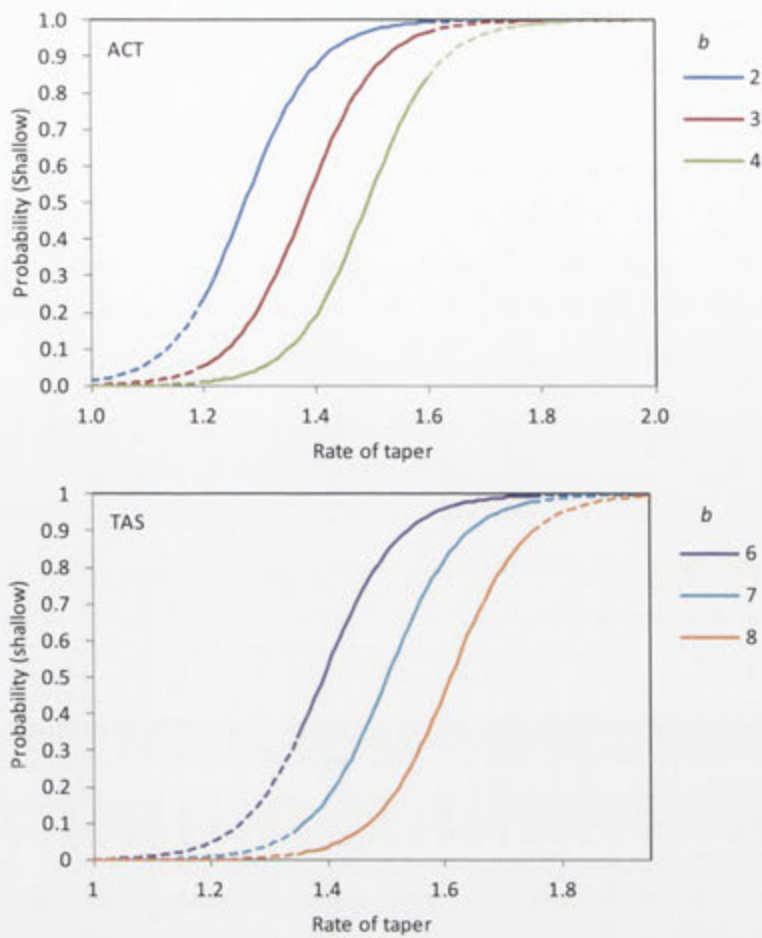 1.0
ACT
b
0.9
0.8
2
0.7
3
0.6
4
0.5
0.4
0.3
0.2
0.1
0.0
Probability (Shallow)
1.0 1.2 1.4 1.6 1.8 2.0
Rate of taper
1
TAS
b
0.9
0.8
6
0.7
7
0.6
8
0.5
0.4
0.3
0.2
0.1
0
Probability (shallow)
1 1.2 1.4 1.6 1.8
Rate of taper